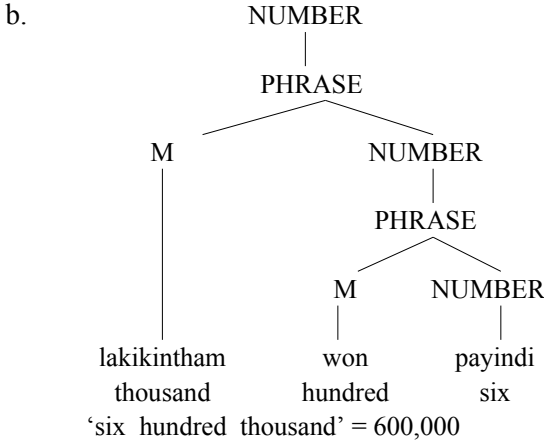 b. NUMBER
PHRASE
M NUMBER
PHRASE
M NUMBER
lakikintham won payindi
thousand hundred six
‘six hundred thousand’ = 600,000